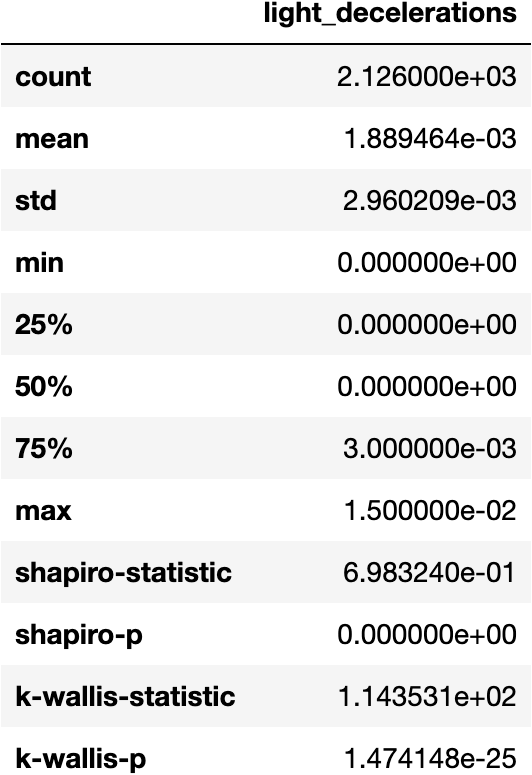 light_decelerations
count 2.126000e+03
mean 1.889464e-03
std 2.960209e-03
min 0.000000e+00
25% 0.000000e+00
50% 0.000000e+00
75% 3.000000e-03
max 1.500000e-02
shapiro-statistic 6.983240e-01
shapiro-p 0.000000e+00
k-wallis-statistic 1.143531e+02
k-wallis-p 1.474148e-25